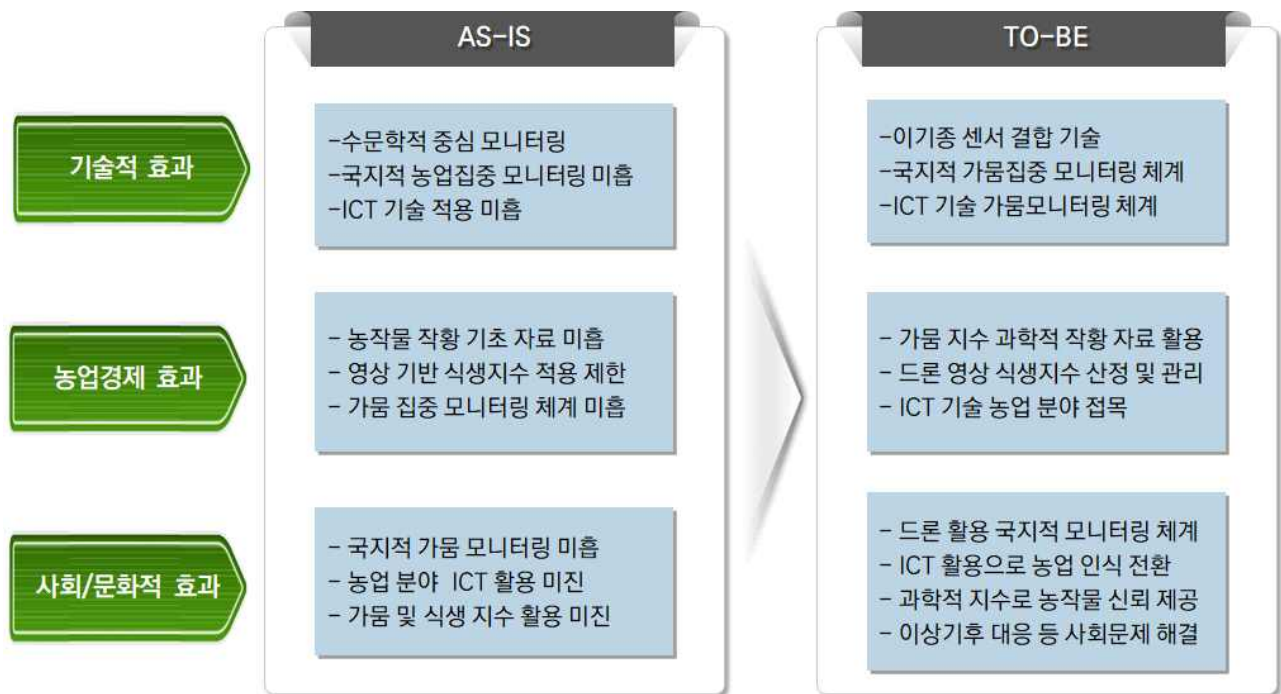 AS-IS
TO-BE
기술적 효과
-수문학적 중심 모니터링
-국지적 농업집중 모니터링 미흡
-ICT 기술 적용 미흡
-이기종 센서 결합 기술
-국지적 가뭄집중 모니터링 체계
-ICT 기술 가뭄모니터링 체계
농업경제 효과
- 농작물 작황 기초 자료 미흡
- 영상 기반 식생지수 적용 제한
- 가뭄 집중 모니터링 체계 미흡
- 가뭄 지수 과학적 작황 자료 활용
- 드론 영상 식생지수 산정 및 관리
- ICT 기술 농업 분야 접목
사회/문화적 효과
- 국지적 가뭄 모니터링 미흡
- 농업 분야 ICT 활용 미진
- 가뭄 및 식생 지수 활용 미진
- 드론 활용 국지적 모니터링 체계
- ICT 활용으로 농업 인식 전환
- 과학적 지수로 농작물 신뢰 제공
- 이상기후 대응 등 사회문제 해결